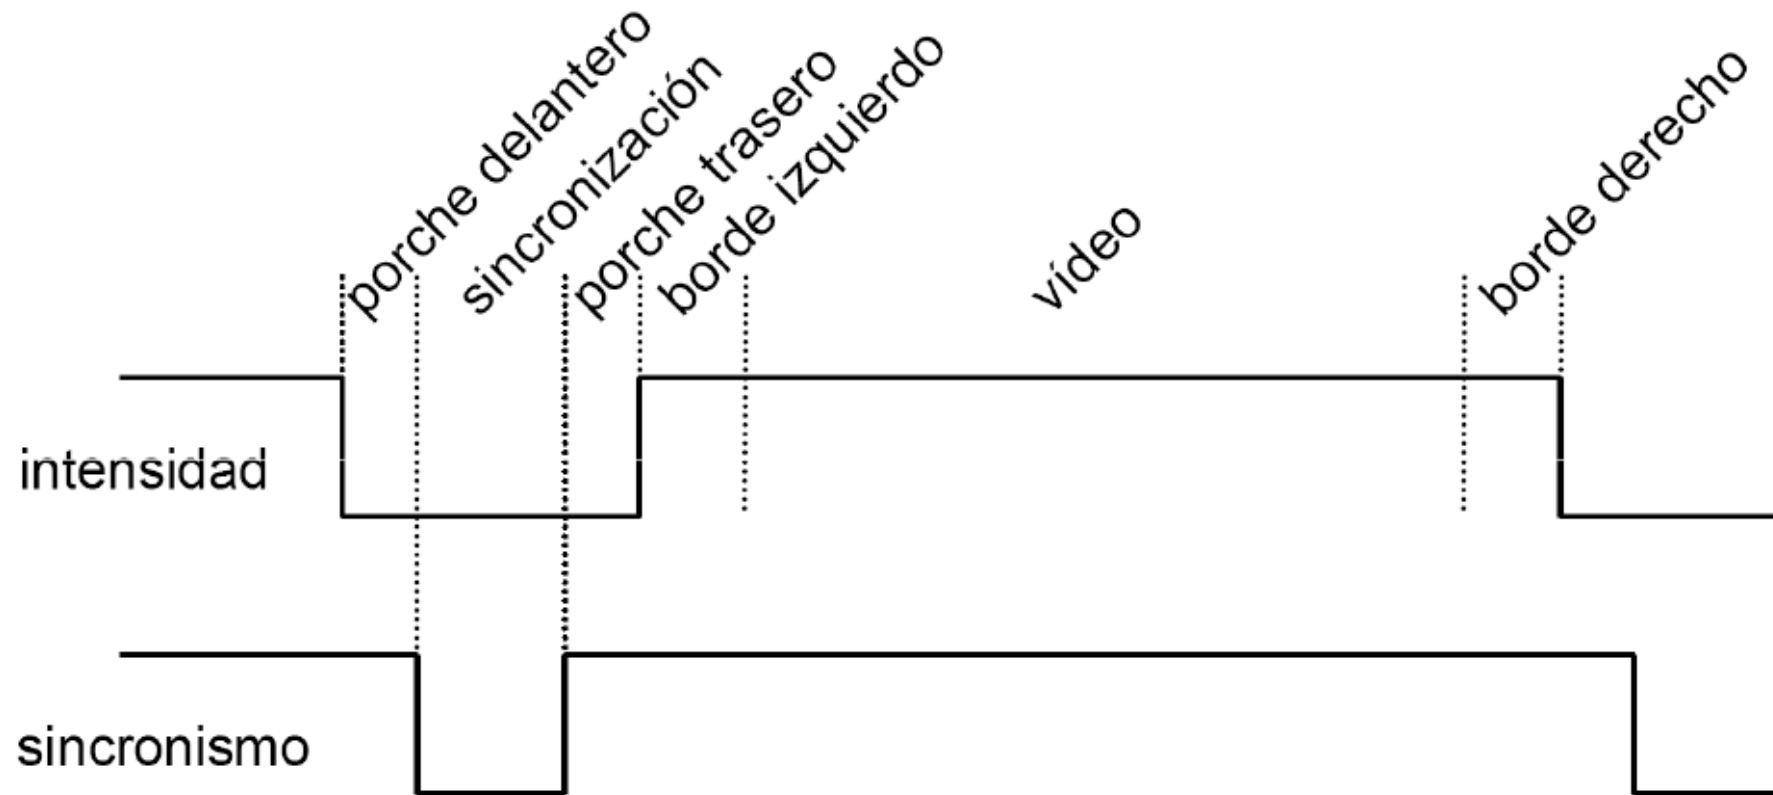 porche delantero
sincronización
porche trasero
borde izquierdo
vídeo
borde derecho
intensidad
sincronismo